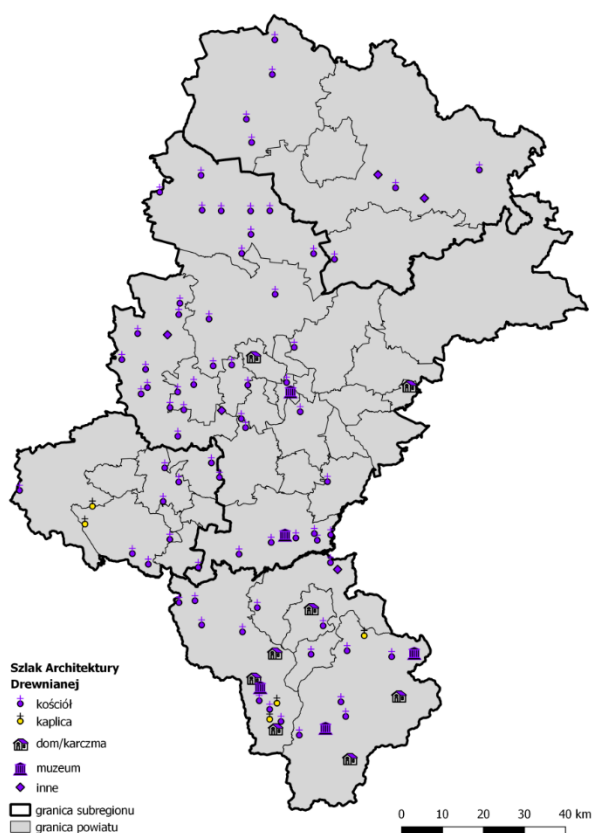 Szlak Architektury
Drewnianej
kościół
kaplica
dom/karczma
muzeum
inne
granica subregionu
granica powiatu
0 10 20 30 40 km